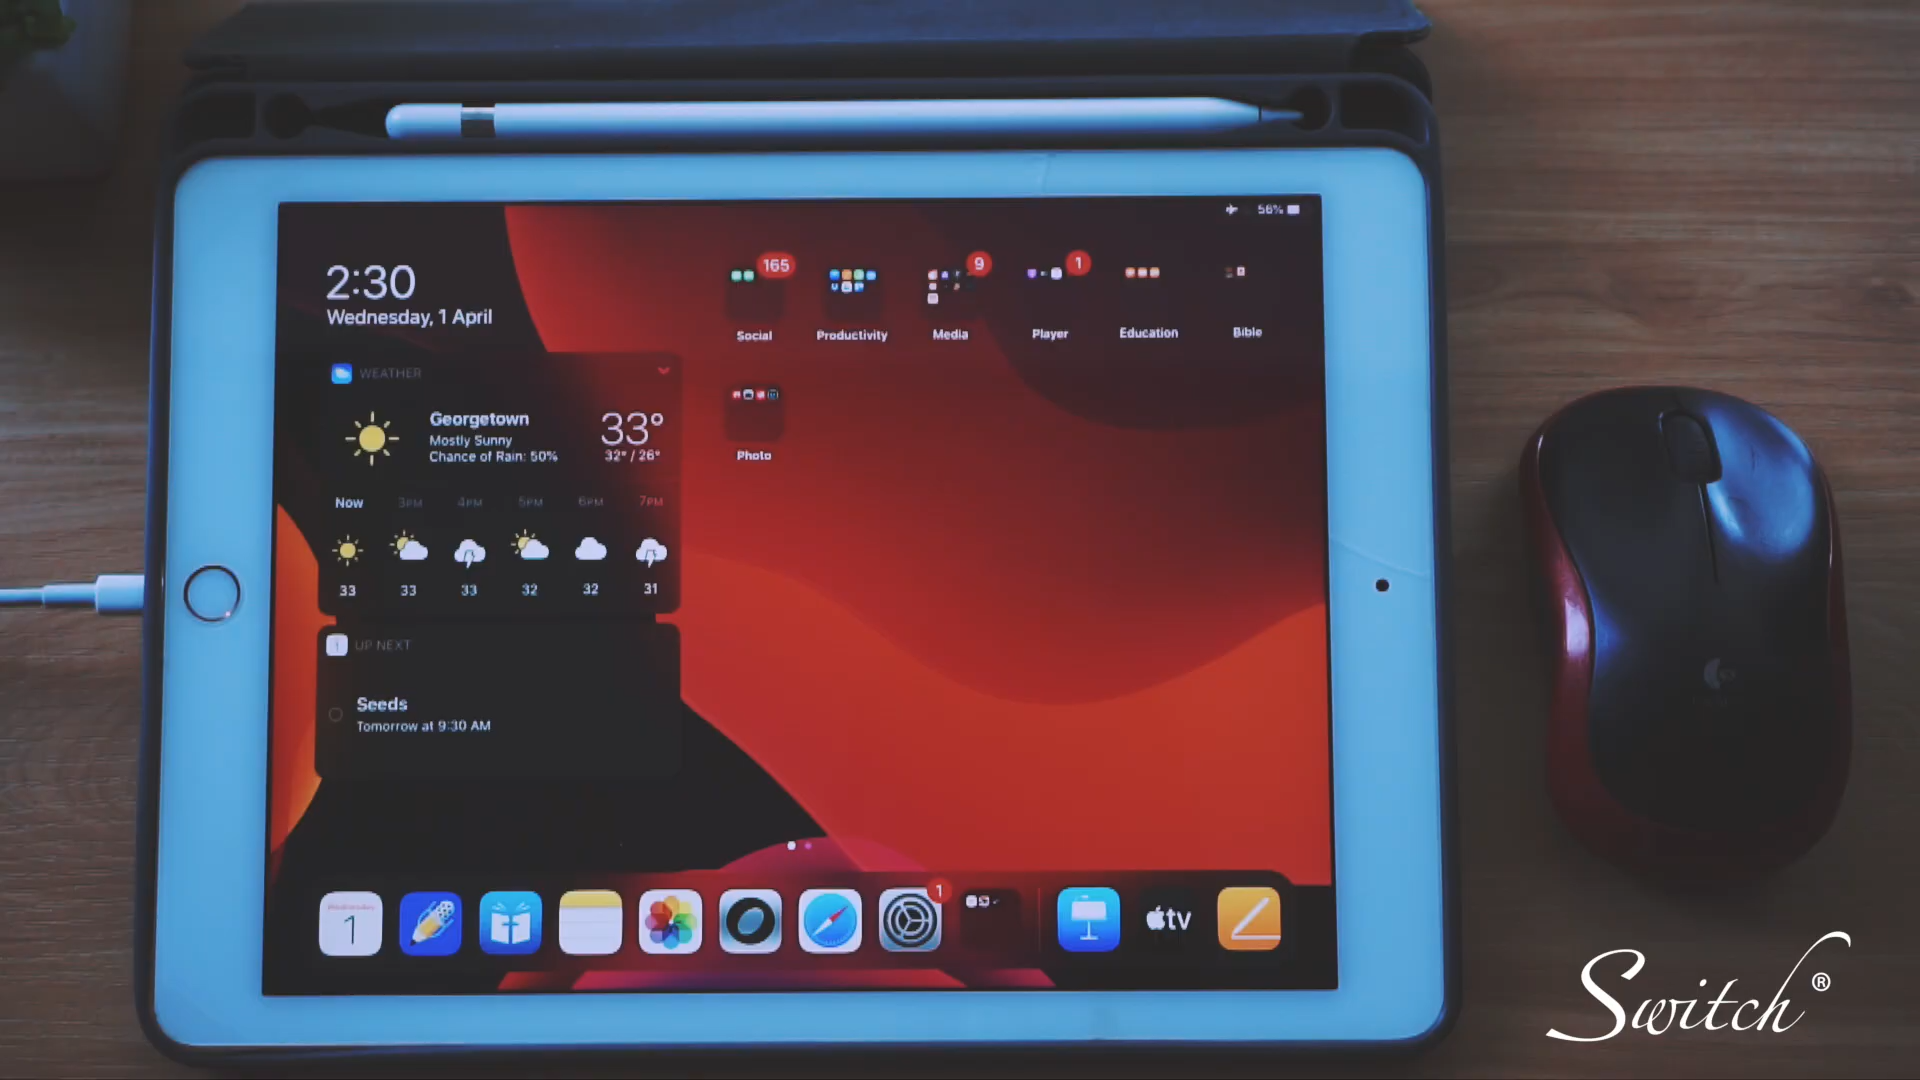 56%
2:30
Wednesday, 1 April
165
9
1
Social
Productivity
Media
Player
Education
Bible
WEATHER
Georgetown
Mostly Sunny
Chance of Rain: 50%
33°
32° / 26°
Photo
Now
3PM
4PM
5PM
6PM
7PM
33
33
33
32
32
31
UP NEXT
Seeds
Tomorrow at 9:30 AM
Wednesday
1
1
tv
Switch®